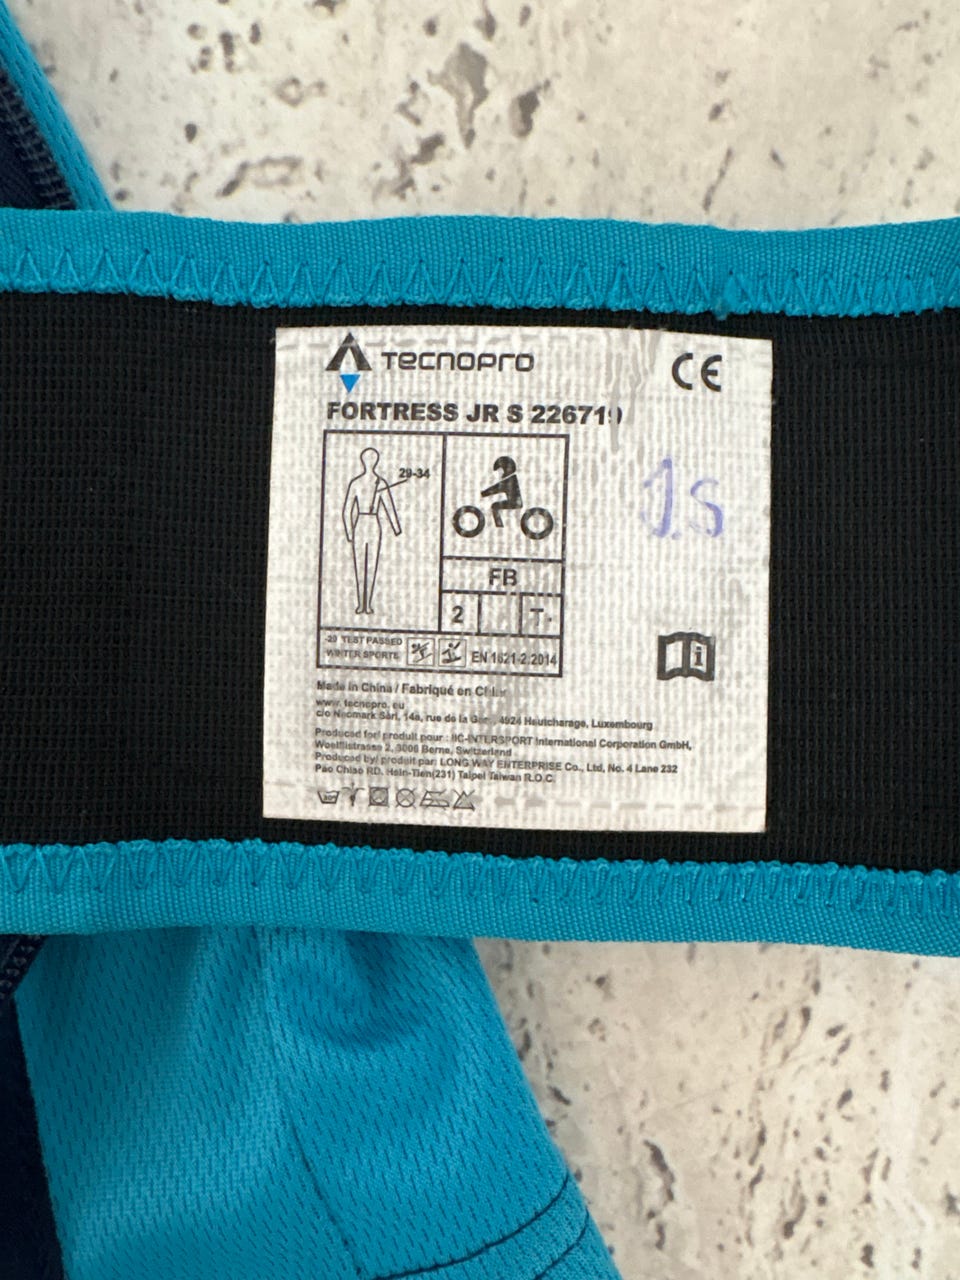 TECNOPRO
CE
FORTRESS JR S 226719
29-34
J.S
FB
2
T-
-20 TEST PASSED
WINTER SPORTS
EN 1621-2:2014
i
Made in China / Fabriqué en Chine
www.tecnopro.eu
c/o Neomark Sàrl, 14a, rue de la Gare, 4924 Hautcharage, Luxembourg
Produced for/ produit pour: IIC-INTERSPORT International Corporation GmbH,
Woelflistrasse 2, 3006 Berne, Switzerland
Produced by/ produit par: LONG WAY ENTERPRISE Co., Ltd, No. 4 Lane 232
Pao Chiao RD. Hsin-Tien(231) Taipei Taiwan R.O.C.